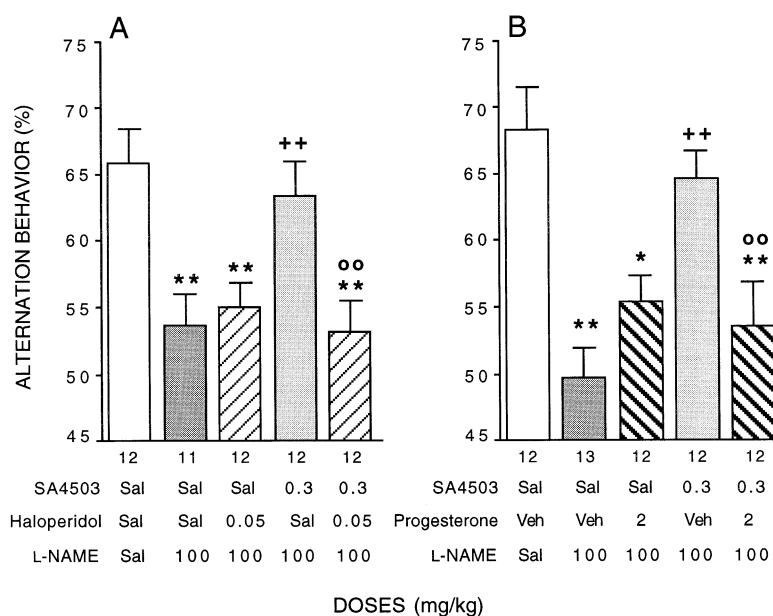 A
B
ALTERNATION BEHAVIOR (%)
75 75
70 70
++ ++
65 65
60 60
oo oo
** ** ** * **
55 55
**
50 50
45 45
12 11 12 12 12 12 13 12 12 12
SA4503 Sal Sal Sal 0.3 0.3 SA4503 Sal Sal Sal 0.3 0.3
Haloperidol Sal Sal 0.05 Sal 0.05 Progesterone Veh Veh 2 Veh 2
L-NAME Sal 100 100 100 100 L-NAME Sal 100 100 100 100
DOSES (mg/kg)